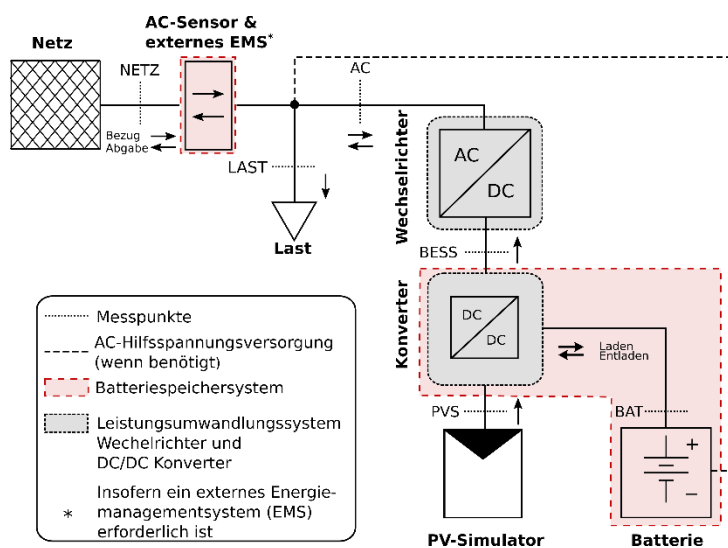 AC-Sensor &
externes EMS*
Netz
NETZ
AC
Bezug
Abgabe
LAST
Last
Wechselrichter
AC
DC
BESS
Konverter
DC
DC
Laden
Entladen
PVS
BAT
+
−
PV-Simulator
Batterie
Messpunkte
AC-Hilfsspannungsversorgung
(wenn benötigt)
Batteriespeichersystem
Leistungsumwandlungssystem
Wechelrichter und
DC/DC Konverter
* Insofern ein externes Energie-
managementsystem (EMS)
erforderlich ist